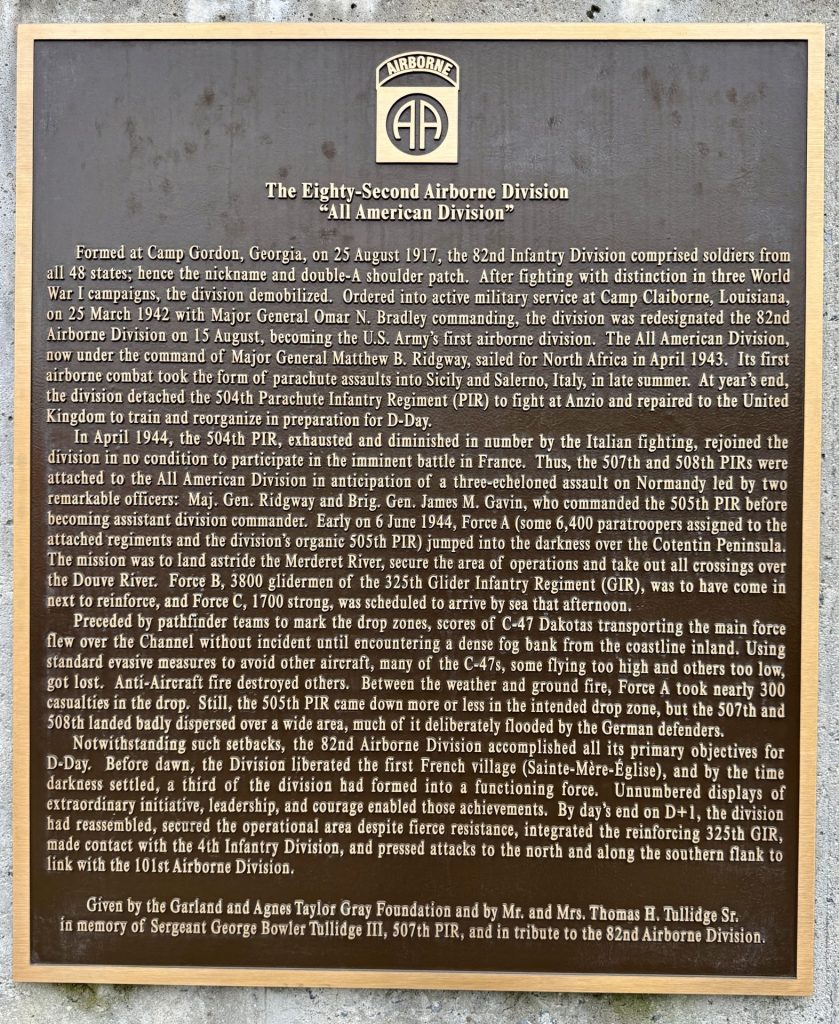 AIRBORNE
AA
The Eighty-Second Airborne Division
"All American Division"
Formed at Camp Gordon, Georgia, on 25 August 1917, the 82nd Infantry Division comprised soldiers from
all 48 states; hence the nickname and double-A shoulder patch. After fighting with distinction in three World
War I campaigns, the division demobilized. Ordered into active military service at Camp Claiborne, Louisiana,
on 25 March 1942 with Major General Omar N. Bradley commanding, the division was redesignated the 82nd
Airborne Division on 15 August, becoming the U.S. Army's first airborne division. The All American Division,
now under the command of Major General Matthew B. Ridgway, sailed for North Africa in April 1943. Its first
airborne combat took the form of parachute assaults into Sicily and Salerno, Italy, in late summer. At year's end,
the division detached the 504th Parachute Infantry Regiment (PIR) to fight at Anzio and repaired to the United
Kingdom to train and reorganize in preparation for D-Day.
In April 1944, the 504th PIR, exhausted and diminished in number by the Italian fighting, rejoined the
division in no condition to participate in the imminent battle in France. Thus, the 507th and 508th PIRs were
attached to the All American Division in anticipation of a three-echeloned assault on Normandy led by two
remarkable officers: Maj. Gen. Ridgway and Brig. Gen. James M. Gavin, who commanded the 505th PIR before
becoming assistant division commander. Early on 6 June 1944, Force A (some 6,400 paratroopers assigned to the
attached regiments and the division's organic 505th PIR) jumped into the darkness over the Cotentin Peninsula.
The mission was to land astride the Merderet River, secure the area of operations and take out all crossings over
the Douve River. Force B, 3800 glidermen of the 325th Glider Infantry Regiment (GIR), was to have come in
next to reinforce, and Force C, 1700 strong, was scheduled to arrive by sea that afternoon.
Preceded by pathfinder teams to mark the drop zones, scores of C-47 Dakotas transporting the main force
flew over the Channel without incident until encountering a dense fog bank from the coastline inland. Using
standard evasive measures to avoid other aircraft, many of the C-47s, some flying too high and others too low,
got lost. Anti-Aircraft fire destroyed others. Between the weather and ground fire, Force A took nearly 300
casualties in the drop. Still, the 505th PIR came down more or less in the intended drop zone, but the 507th and
508th landed badly dispersed over a wide area, much of it deliberately flooded by the German defenders.
Notwithstanding such setbacks, the 82nd Airborne Division accomplished all its primary objectives for
D-Day. Before dawn, the Division liberated the first French village (Sainte-Mère-Église), and by the time
darkness settled, a third of the division had formed into a functioning force. Unnumbered displays of
extraordinary initiative, leadership, and courage enabled those achievements. By day's end on D+1, the division
had reassembled, secured the operational area despite fierce resistance, integrated the reinforcing 325th GIR,
made contact with the 4th Infantry Division, and pressed attacks to the north and along the southern flank to
link with the 101st Airborne Division.
Given by the Garland and Agnes Taylor Gray Foundation and by Mr. and Mrs. Thomas H. Tullidge Sr.
in memory of Sergeant George Bowler Tullidge III, 507th PIR, and in tribute to the 82nd Airborne Division.